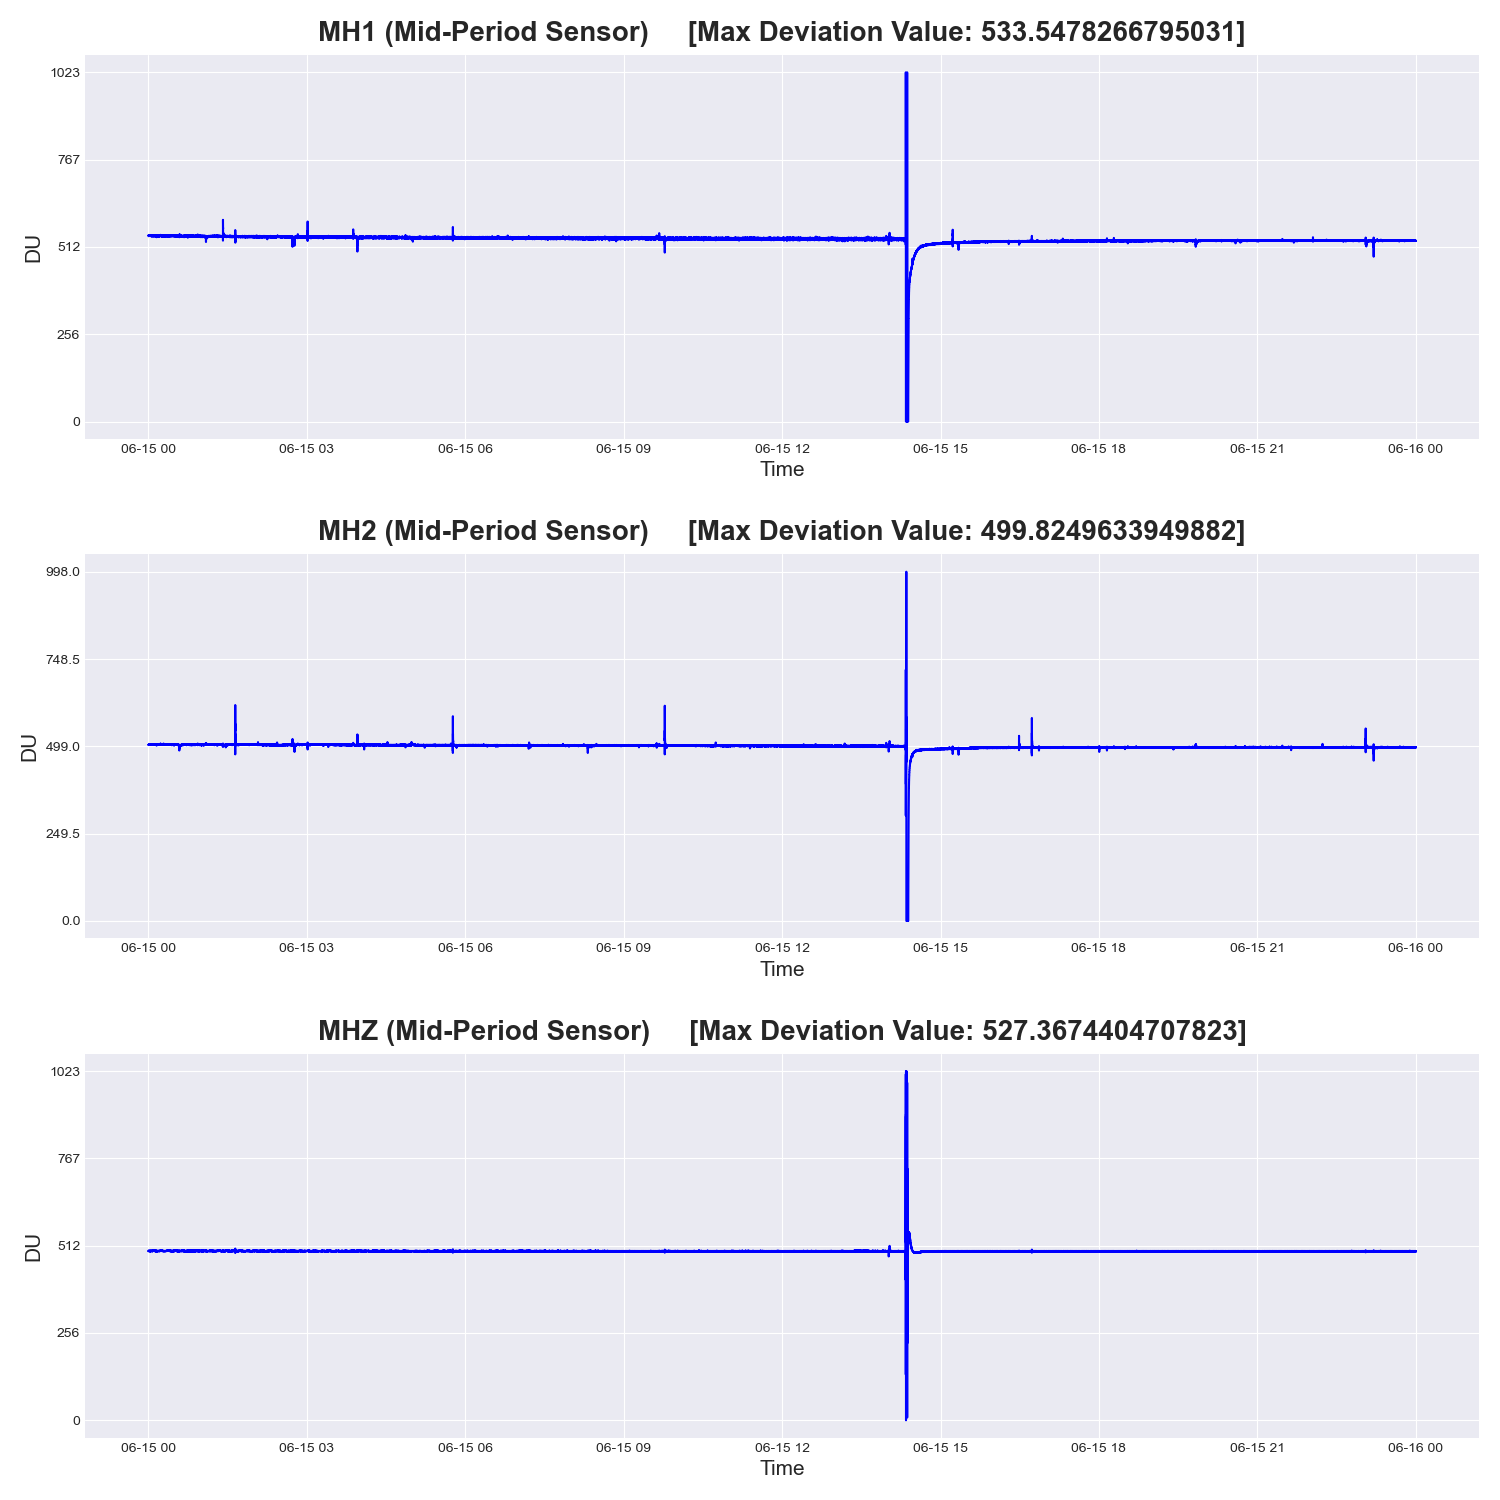 MH1 (Mid-Period Sensor) [Max Deviation Value: 533.5478266795031]
1023
767
512
256
0
DU
06-15 00 06-15 03 06-15 06 06-15 09 06-15 12 06-15 15 06-15 18 06-15 21 06-16 00
Time
MH2 (Mid-Period Sensor) [Max Deviation Value: 499.8249633949882]
998.0
748.5
499.0
249.5
0.0
DU
06-15 00 06-15 03 06-15 06 06-15 09 06-15 12 06-15 15 06-15 18 06-15 21 06-16 00
Time
MHZ (Mid-Period Sensor) [Max Deviation Value: 527.3674404707823]
1023
767
512
256
0
DU
06-15 00 06-15 03 06-15 06 06-15 09 06-15 12 06-15 15 06-15 18 06-15 21 06-16 00
Time